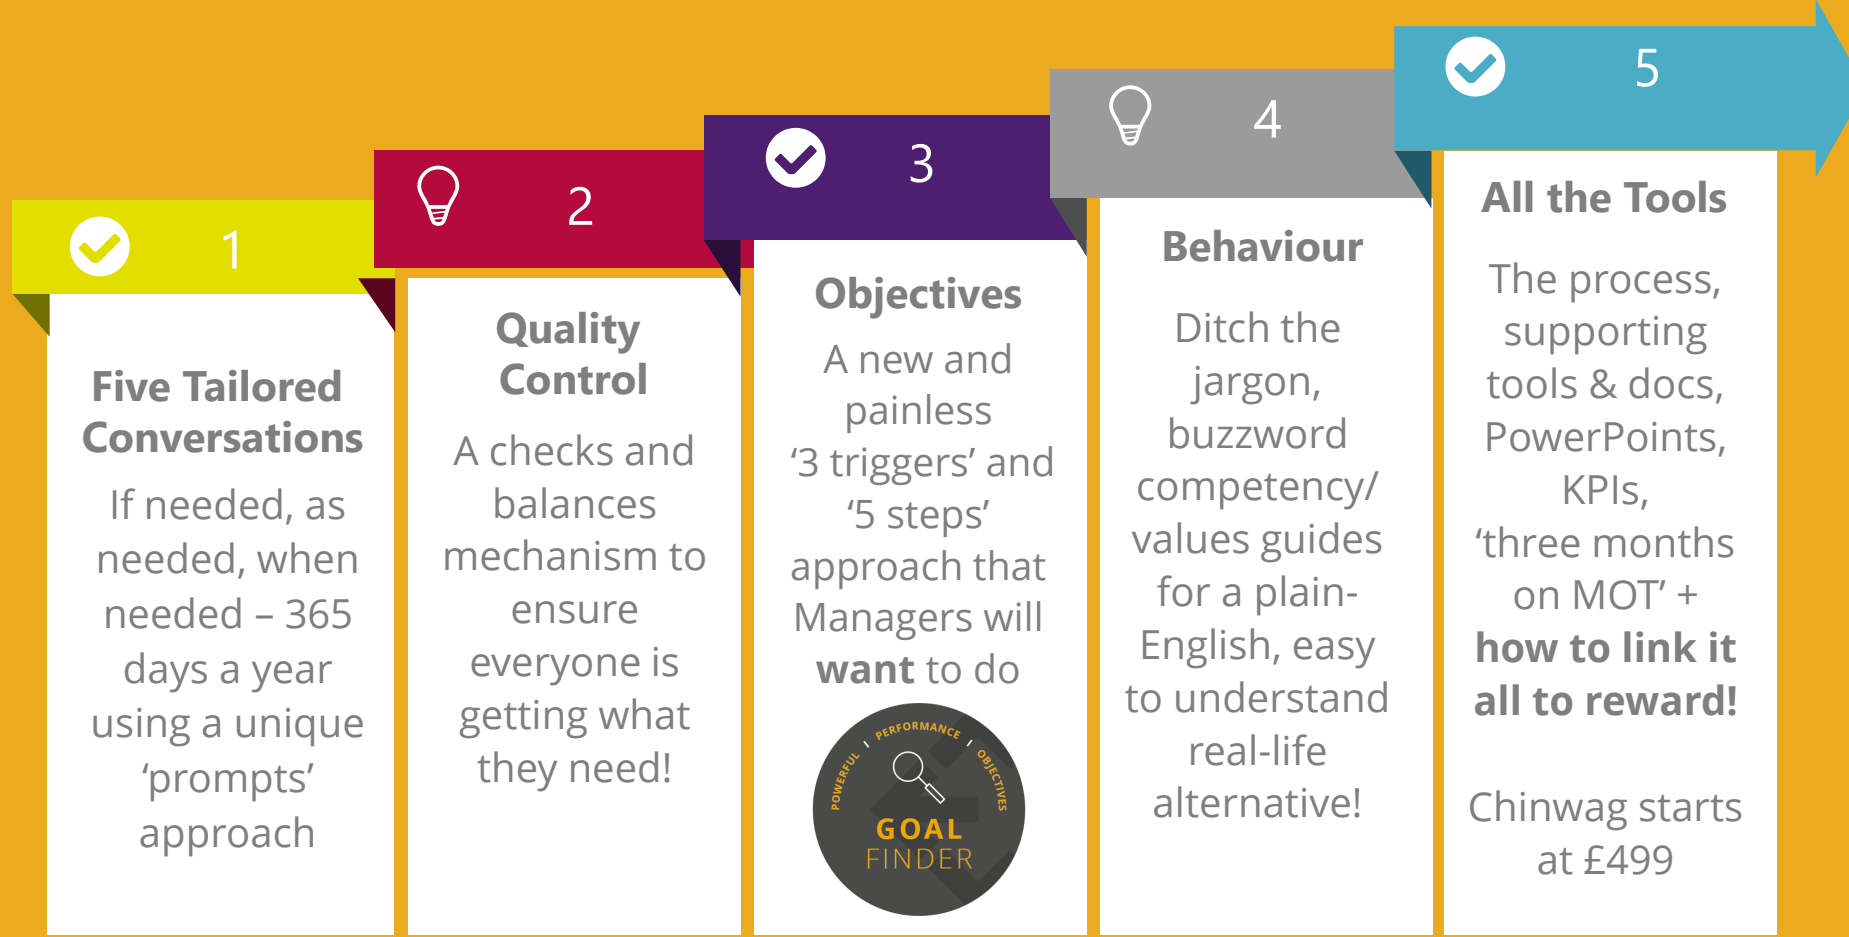 1
Five Tailored
Conversations
If needed, as
needed, when
needed – 365
days a year
using a unique
‘prompts’
approach
2
Quality
Control
A checks and
balances
mechanism to
ensure
everyone is
getting what
they need!
3
Objectives
A new and
painless
‘3 triggers’ and
‘5 steps’
approach that
Managers will
want to do
POWERFUL | PERFORMANCE | OBJECTIVES
GOAL
FINDER
4
Behaviour
Ditch the
jargon,
buzzword
competency/
values guides
for a plain-
English, easy
to understand
real-life
alternative!
5
All the Tools
The process,
supporting
tools & docs,
PowerPoints,
KPIs,
‘three months
on MOT’ +
how to link it
all to reward!
Chinwag starts
at £499